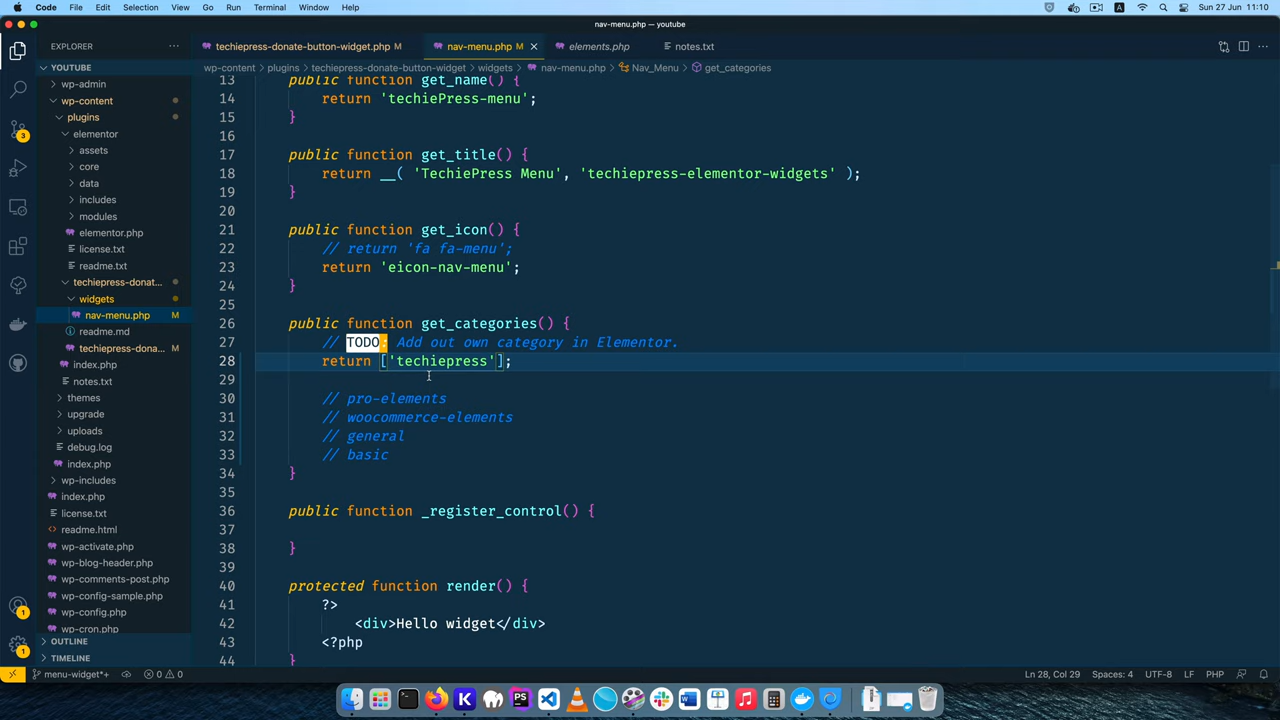 Code File Edit Selection View Go Run Terminal Window Help A Sun 27 Jun 11:10
nav-menu.php — youtube
EXPLORER ··· techiepress-donate-button-widget.php M nav-menu.php M elements.php notes.txt ···
YOUTUBE wp-content › plugins › techiepress-donate-button-widget › widgets › nav-menu.php › Nav_Menu › get_categories
wp-admin
wp-content
plugins
elementor
assets
core
data
includes
modules
elementor.php
license.txt
readme.txt
techiepress-donat...
widgets
nav-menu.php M
readme.md
techiepress-dona... M
index.php
notes.txt
themes
upgrade
uploads
debug.log
index.php
wp-includes
index.php
license.txt
readme.html
wp-activate.php
wp-blog-header.php
wp-comments-post.php
wp-config-sample.php
wp-config.php
wp-cron.php
OUTLINE
TIMELINE
3
1
1
13 public function get_name() {
14 return 'techiePress-menu';
15 }
16
17 public function get_title() {
18 return __( 'TechiePress Menu', 'techiepress-elementor-widgets' );
19 }
20
21 public function get_icon() {
22 // return 'fa fa-menu';
23 return 'eicon-nav-menu';
24 }
25
26 public function get_categories() {
27 // TODO: Add out own category in Elementor.
28 return ['techiepress'];
29
30 // pro-elements
31 // woocommerce-elements
32 // general
33 // basic
34 }
35
36 public function _register_control() {
37
38 }
39
40 protected function render() {
41 ?>
42 <div>Hello widget</div>
43 <?php
44 }
menu-widget*+ 0 0 Ln 28, Col 29 Spaces: 4 UTF-8 LF PHP